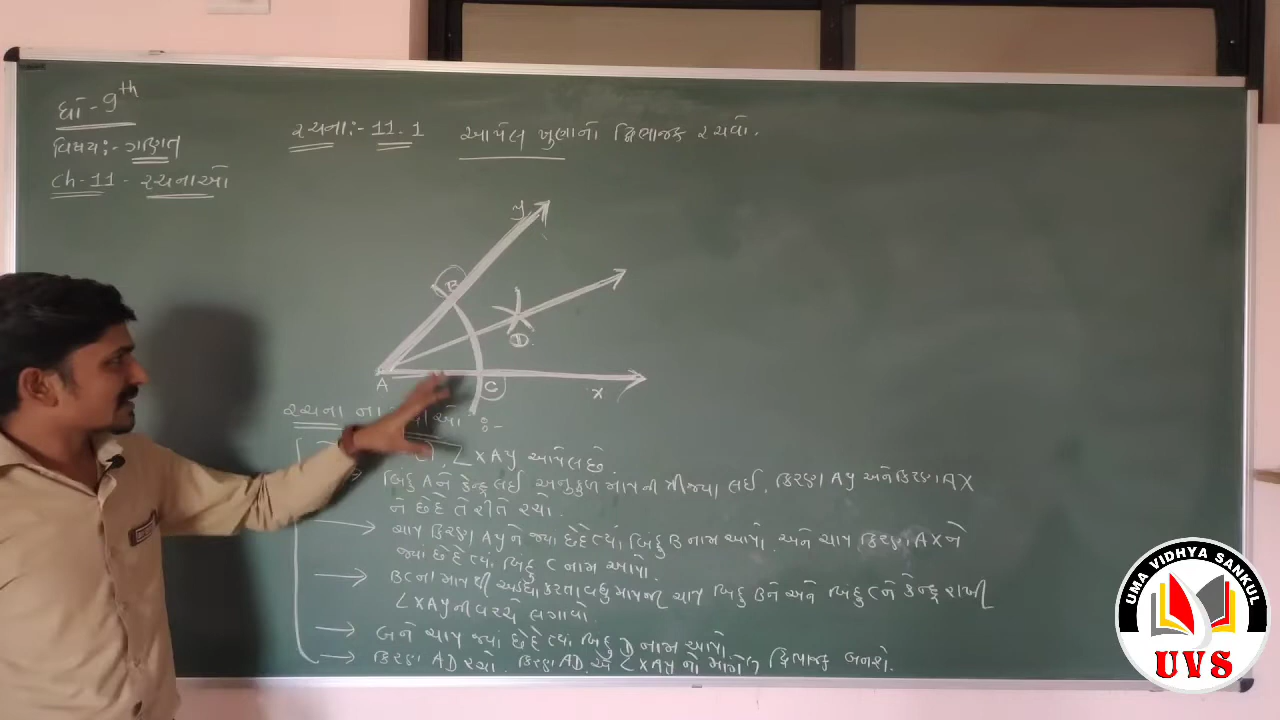 ધો - 9th
વિષય:- ગણિત
Ch-11 - રચનાઓ
રચના:- 11.1 આપેલ ખુણાનો દ્વિભાજક રચવો.
y
B
D
A
C
x
રચના ના
∠XAY આપેલ છે.
બિંદુ A ને કેન્દ્ર લઈ અનુકુળ માપની ત્રીજ્યા લઈ, કિરણ AY અને કિરણ AX
ને છેદે તે રીતે રચો.
ચાપ કિરણ AY ને જ્યાં છેદે ત્યાં બિંદુ B નામ આપો. અને ચાપ કિરણ AX ને
જ્યાં છેદે ત્યાં બિંદુ C નામ આપો.
BC ના માપથી અડધા કરતા વધુ માપની ચાપ બિંદુ B ને અને બિંદુ C ને કેન્દ્ર રાખી
∠XAY ની વચ્ચે લગાવો.
બંને ચાપ જ્યાં છેદે ત્યાં બિંદુ D નામ આપો.
કિરણ AD રચો. કિરણ AD એ ∠XAY નો માગેલ દ્વિભાજક બનશે.
UMA VIDHYA SANKUL
UVS